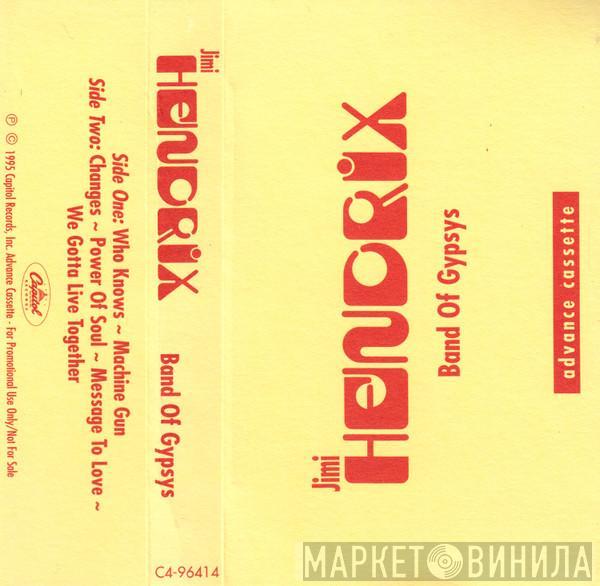 Jimi
HENDRIX
Band Of Gypsys
advance cassette
Jimi
HENDRIX
Band Of Gypsys
C4-96414
Side One: Who Knows ~ Machine Gun
Side Two: Changes ~ Power Of Soul ~ Message To Love ~
We Gotta Live Together
Capitol
RECORDS
℗ © 1995 Capitol Records, Inc. Advance Cassette - For Promotional Use Only/Not For Sale
МАРКЕТ ВИНИЛА